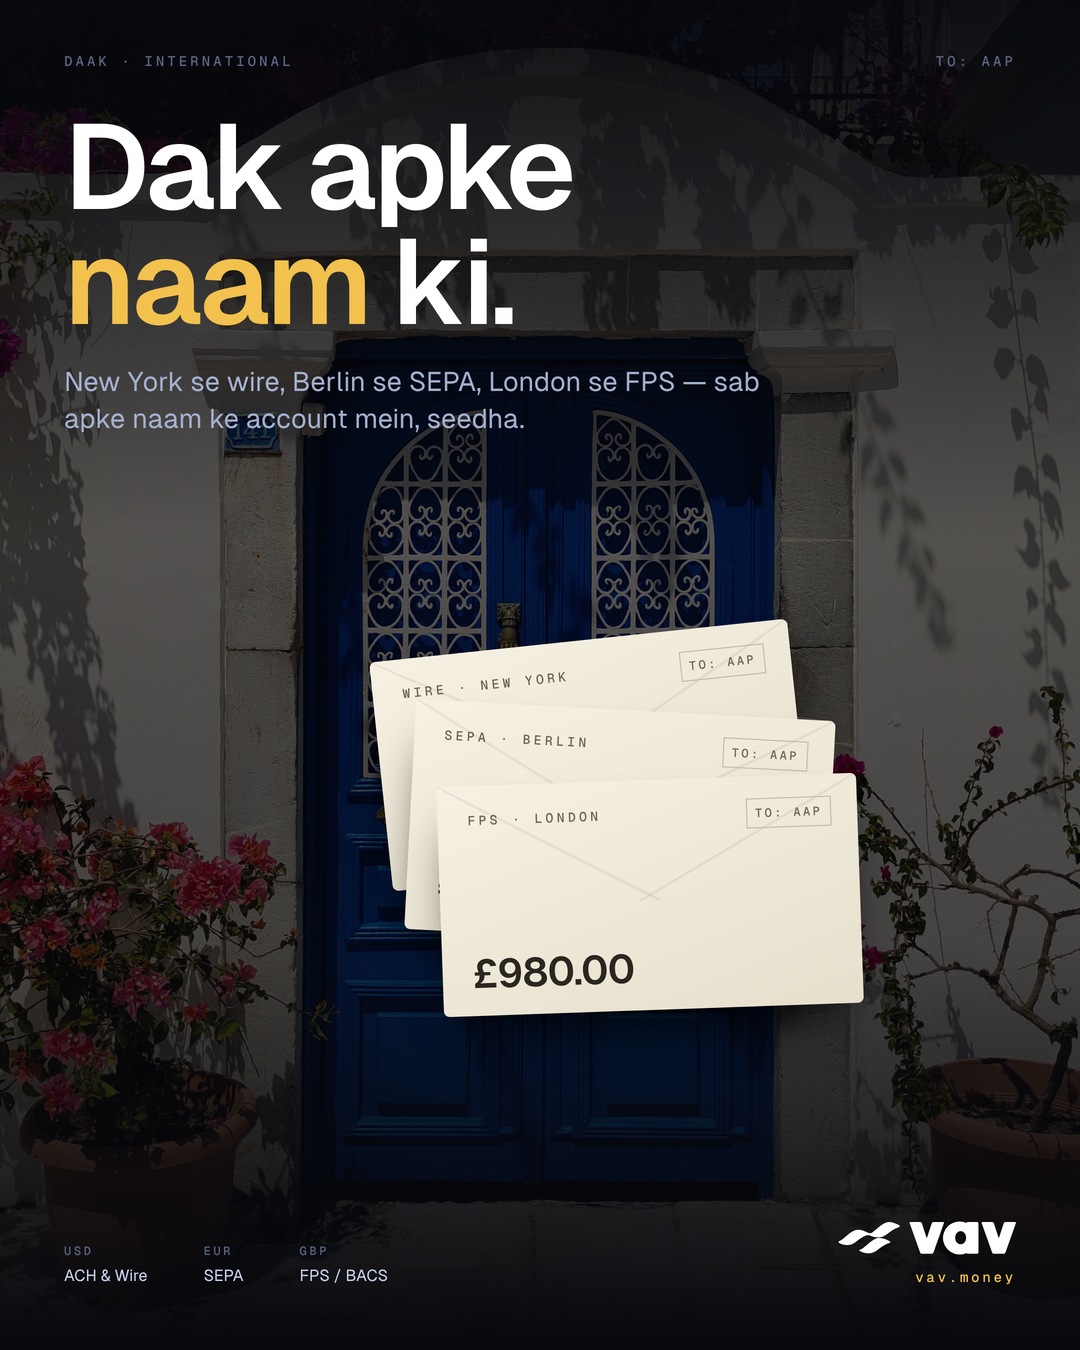 DAAK · INTERNATIONAL
TO: AAP
Dak apke
naam ki.
New York se wire, Berlin se SEPA, London se FPS — sab
apke naam ke account mein, seedha.
141
WIRE · NEW YORK
TO: AAP
SEPA · BERLIN
TO: AAP
FPS · LONDON
TO: AAP
£980.00
USD
ACH & Wire
EUR
SEPA
GBP
FPS / BACS
vav
vav.money